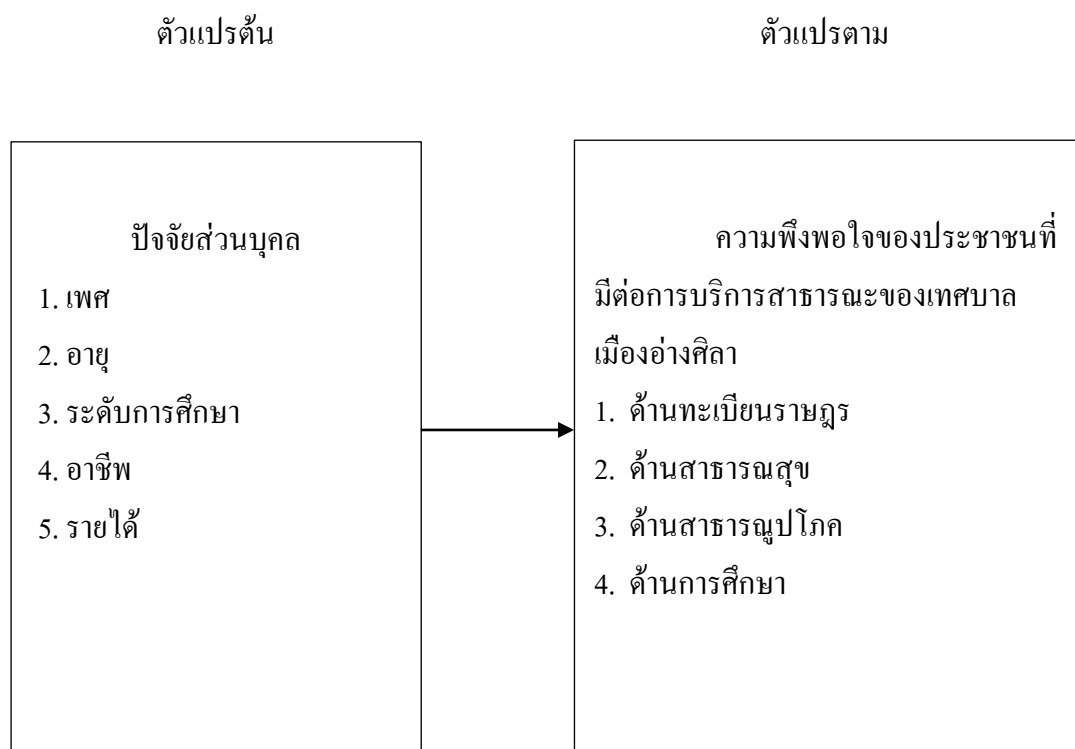 ตัวแปรต้น
ตัวแปรตาม
ปัจจัยส่วนบุคล
1. เพศ
2. อายุ
3. ระดับการศึกษา
4. อาชีพ
5. รายได้
ความพึงพอใจของประชาชนที่
มีต่อการบริการสาธารณะของเทศบาล
เมืองอ่างศิลา
1. ด้านทะเบียนราษฎร
2. ด้านสาธารณสุข
3. ด้านสาธารณูปโภค
4. ด้านการศึกษา